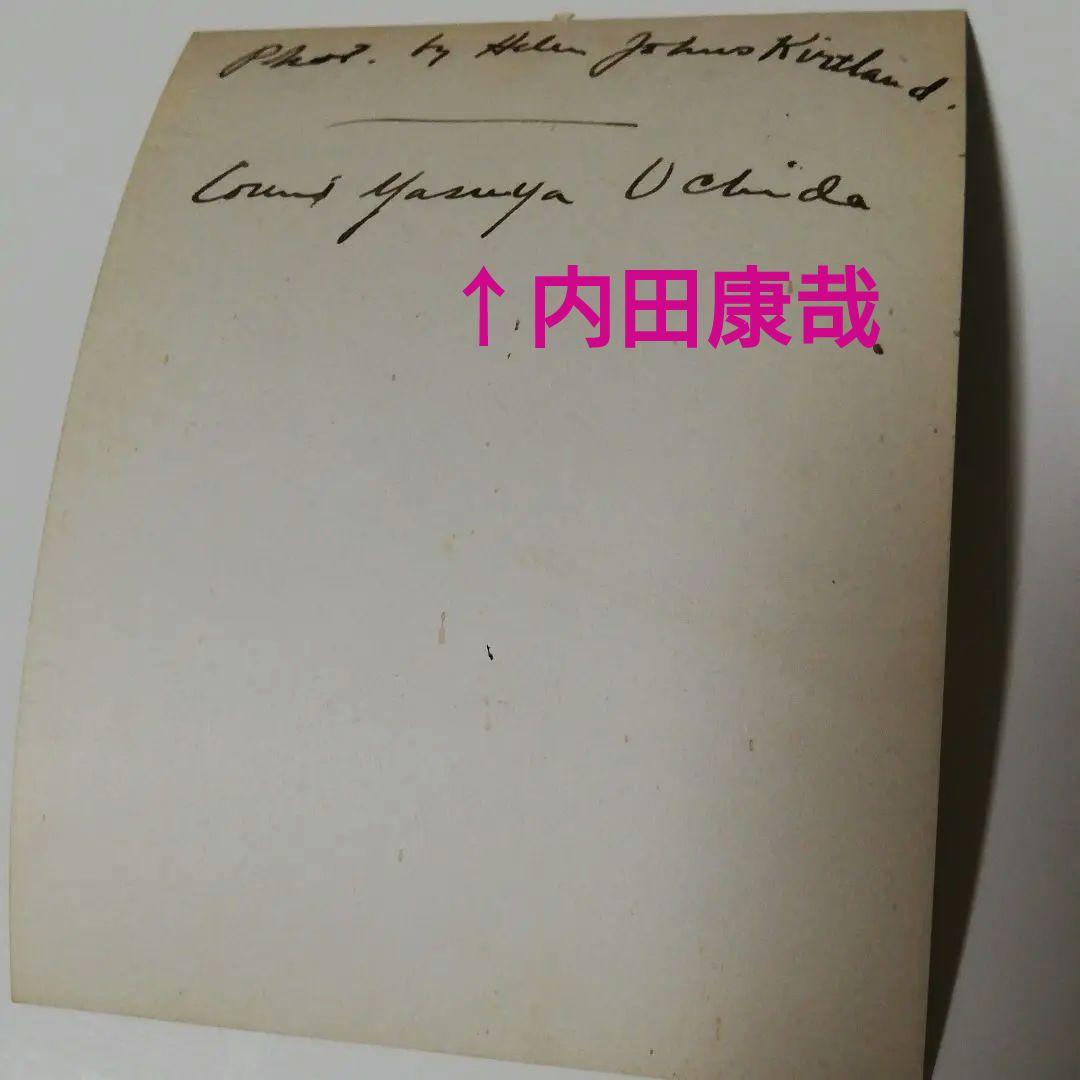 Phot. by Helen Johns Kirtland.
Count Yasuya Uchida
↑内田康哉